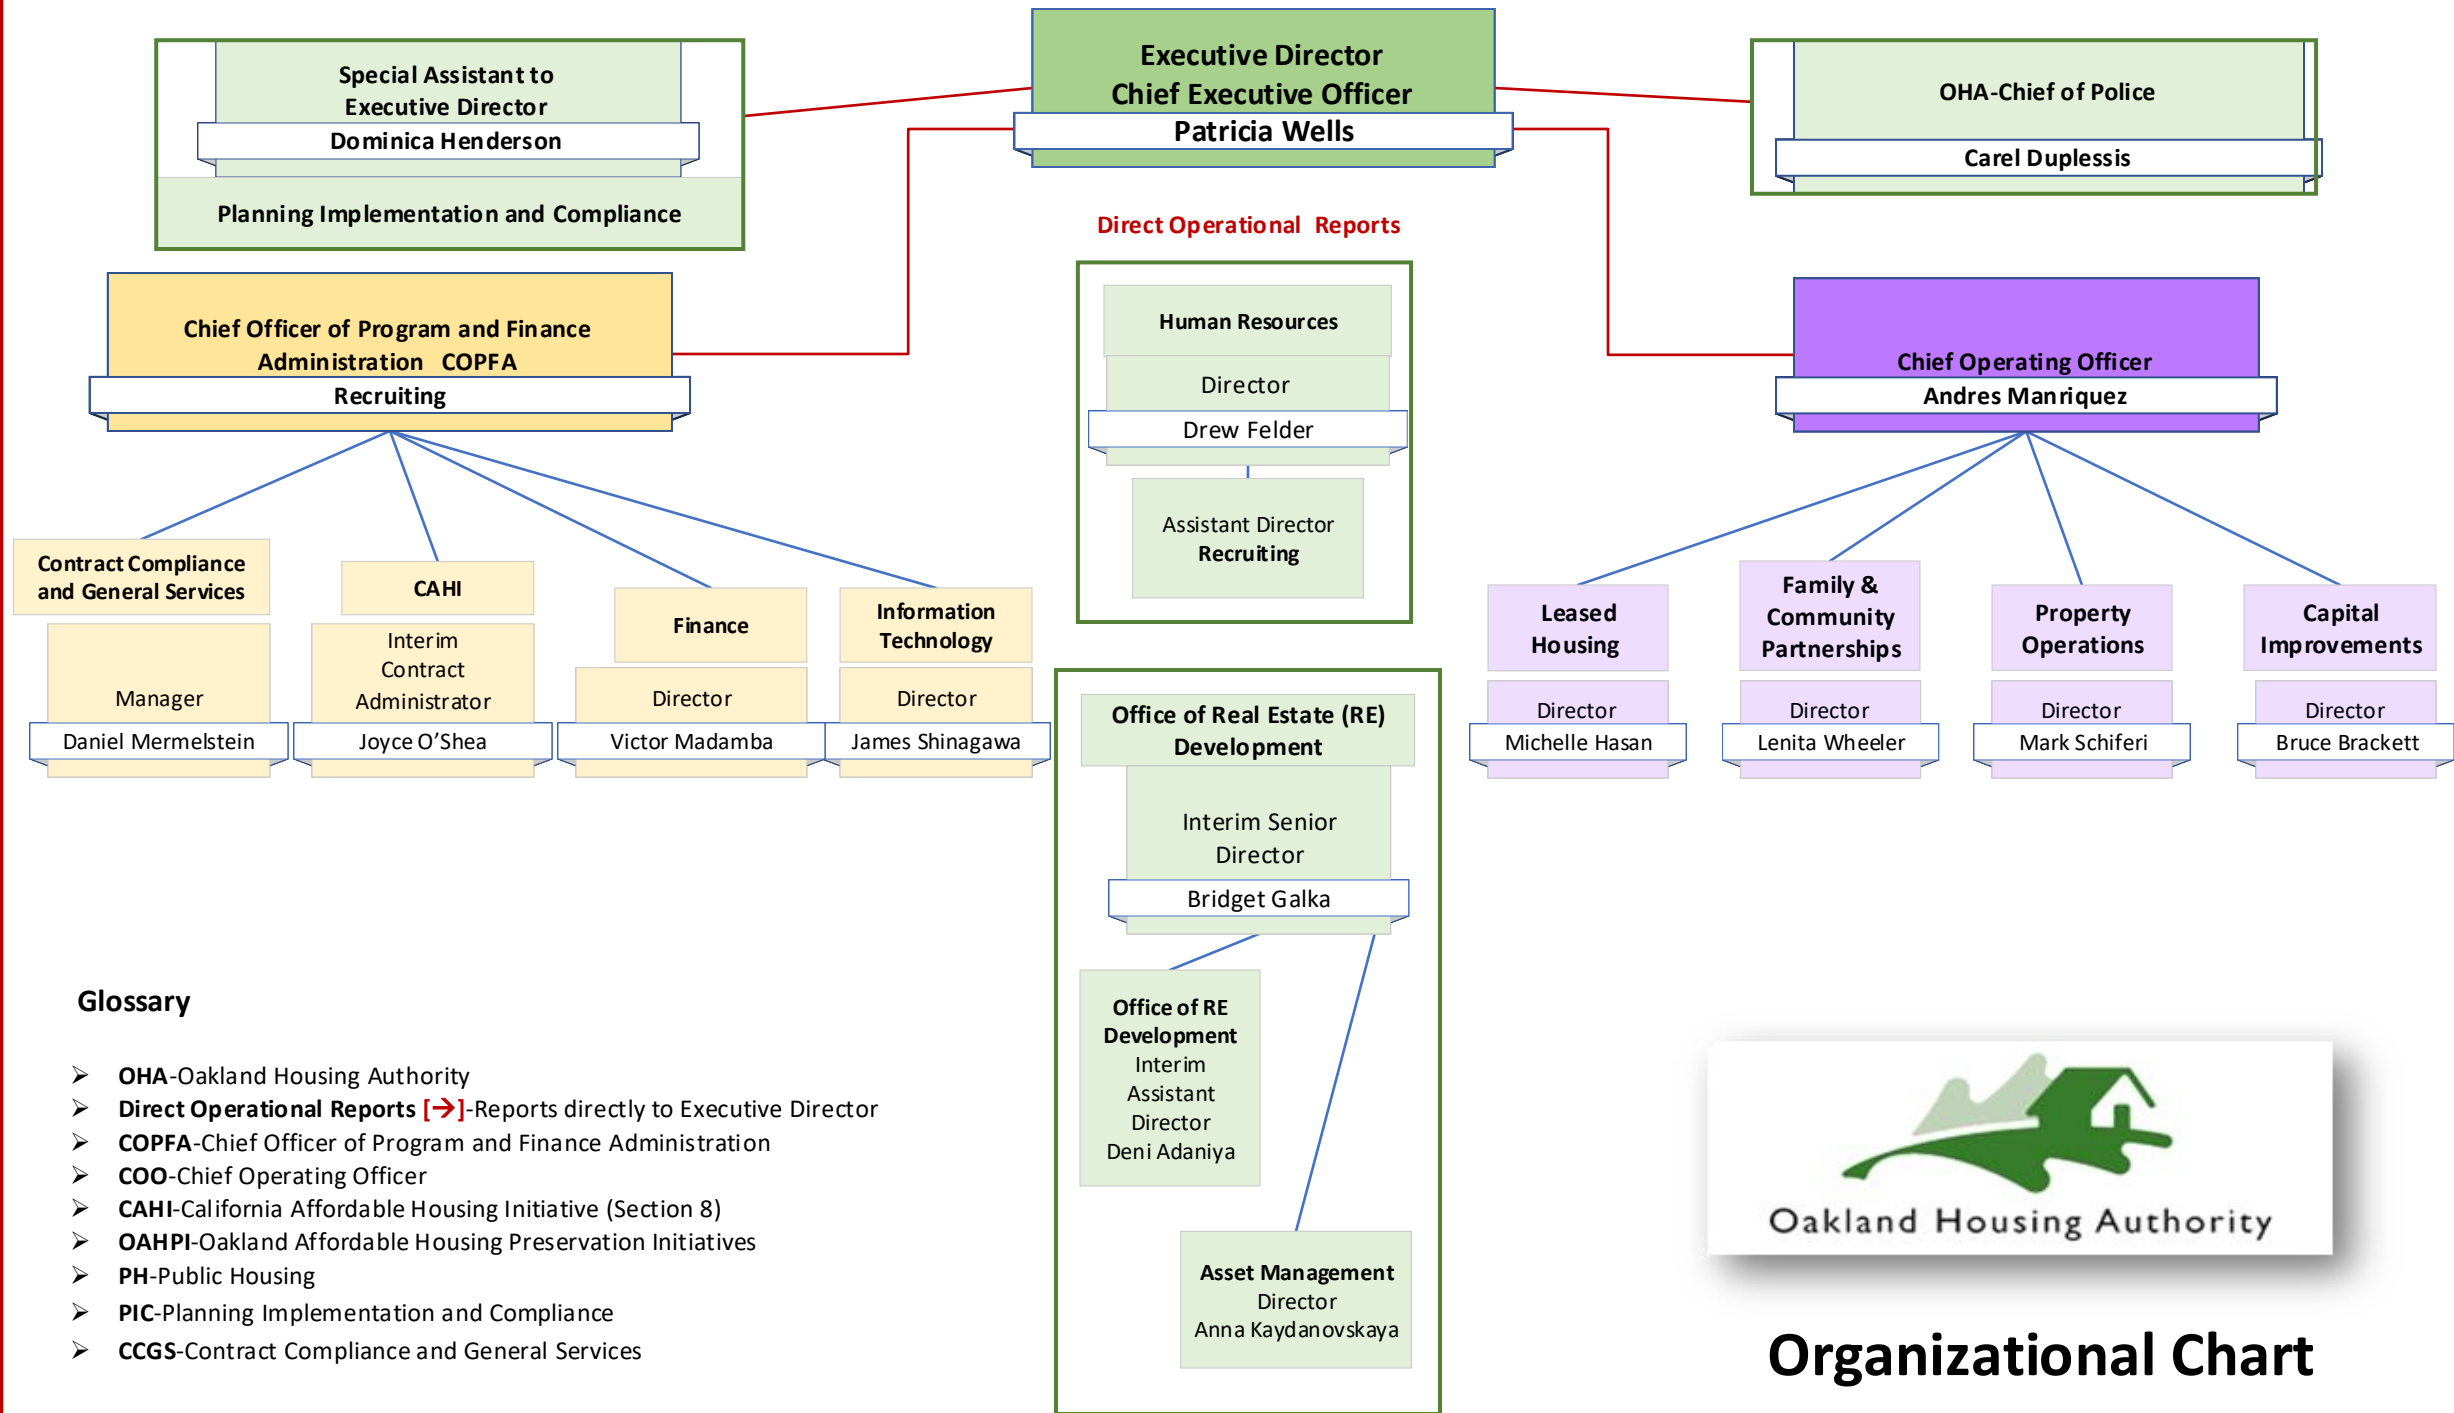 Executive Director
Chief Executive Officer
Patricia Wells
Special Assistant to
Executive Director
Dominica Henderson
Planning Implementation and Compliance
OHA-Chief of Police
Carel Duplessis
Direct Operational Reports
Chief Officer of Program and Finance
Administration COPFA
Recruiting
Human Resources
Director
Drew Felder
Assistant Director
Recruiting
Chief Operating Officer
Andres Manriquez
Contract Compliance
and General Services
Manager
Daniel Mermelstein
CAHI
Interim
Contract
Administrator
Joyce O’Shea
Finance
Director
Victor Madamba
Information
Technology
Director
James Shinagawa
Office of Real Estate (RE)
Development
Interim Senior
Director
Bridget Galka
Office of RE
Development
Interim
Assistant
Director
Deni Adaniya
Asset Management
Director
Anna Kaydanovskaya
Leased
Housing
Director
Michelle Hasan
Family &
Community
Partnerships
Director
Lenita Wheeler
Property
Operations
Director
Mark Schiferi
Capital
Improvements
Director
Bruce Brackett
Glossary
➢ OHA-Oakland Housing Authority
➢ Direct Operational Reports [→]-Reports directly to Executive Director
➢ COPFA-Chief Officer of Program and Finance Administration
➢ COO-Chief Operating Officer
➢ CAHI-California Affordable Housing Initiative (Section 8)
➢ OAHPI-Oakland Affordable Housing Preservation Initiatives
➢ PH-Public Housing
➢ PIC-Planning Implementation and Compliance
➢ CCGS-Contract Compliance and General Services
Oakland Housing Authority
Organizational Chart